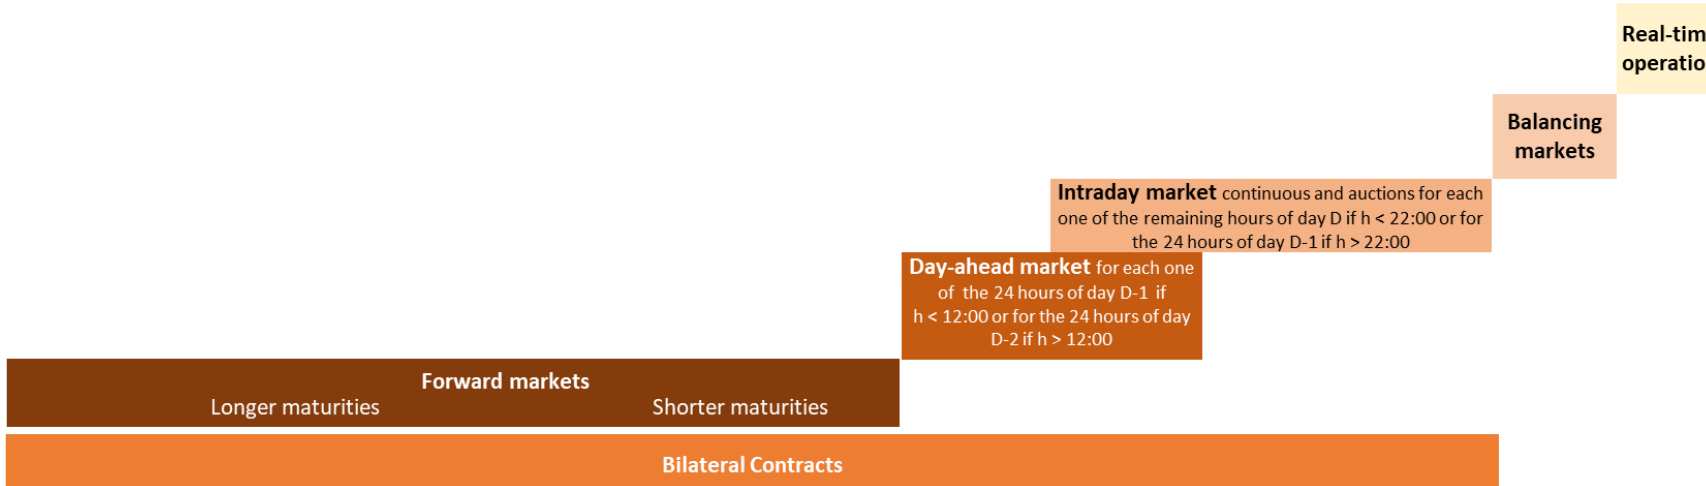 Real-tim
operatio
Balancing
markets
Intraday market continuous and auctions for each
one of the remaining hours of day D if h < 22:00 or for
the 24 hours of day D-1 if h > 22:00
Day-ahead market for each one
of the 24 hours of day D-1 if
h < 12:00 or for the 24 hours of day
D-2 if h > 12:00
Forward markets
Longer maturities Shorter maturities
Bilateral Contracts